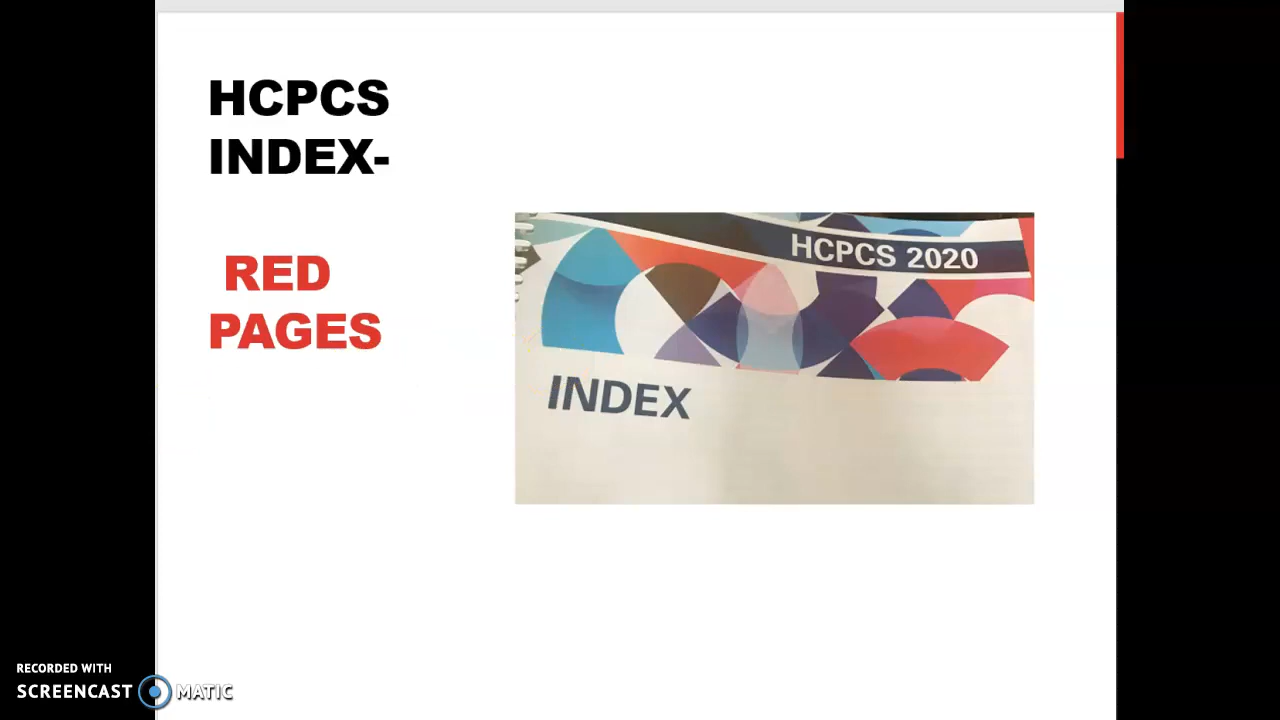 HCPCS
INDEX-
RED
PAGES
HCPCS 2020
INDEX
RECORDED WITH
SCREENCAST MATIC